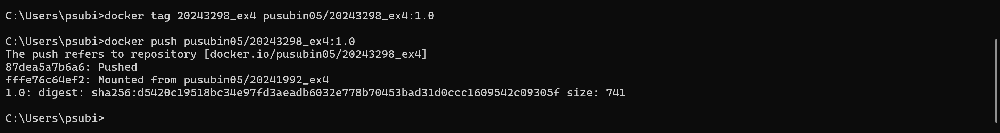 C:\Users\psubi>docker tag 20243298_ex4 pusubin05/20243298_ex4:1.0
C:\Users\psubi>docker push pusubin05/20243298_ex4:1.0
The push refers to repository [docker.io/pusubin05/20243298_ex4]
87dea5a7b6a6: Pushed
fffe76c64ef2: Mounted from pusubin05/20241992_ex4
1.0: digest: sha256:d5420c19518bc34e97fd3aeadb6032e778b70453bad31d0ccc1609542c09305f size: 741
C:\Users\psubi>